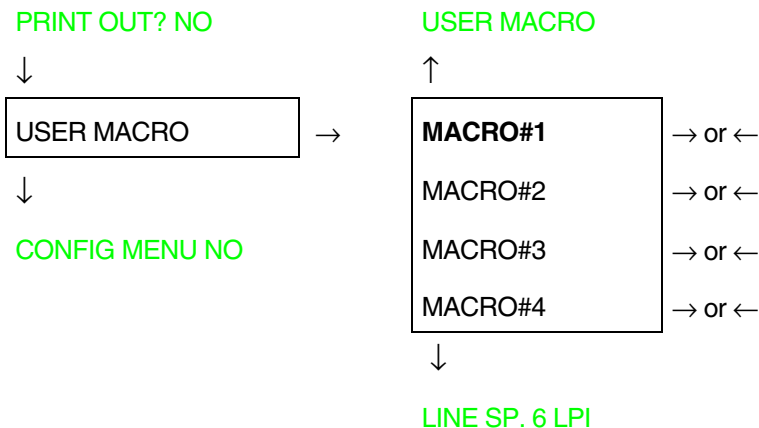 PRINT OUT? NO
USER MACRO
↓
↑
USER MACRO
→
MACRO#1
→ or ←
↓
MACRO#2
→ or ←
CONFIG MENU NO
MACRO#3
→ or ←
MACRO#4
→ or ←
↓
LINE SP. 6 LPI